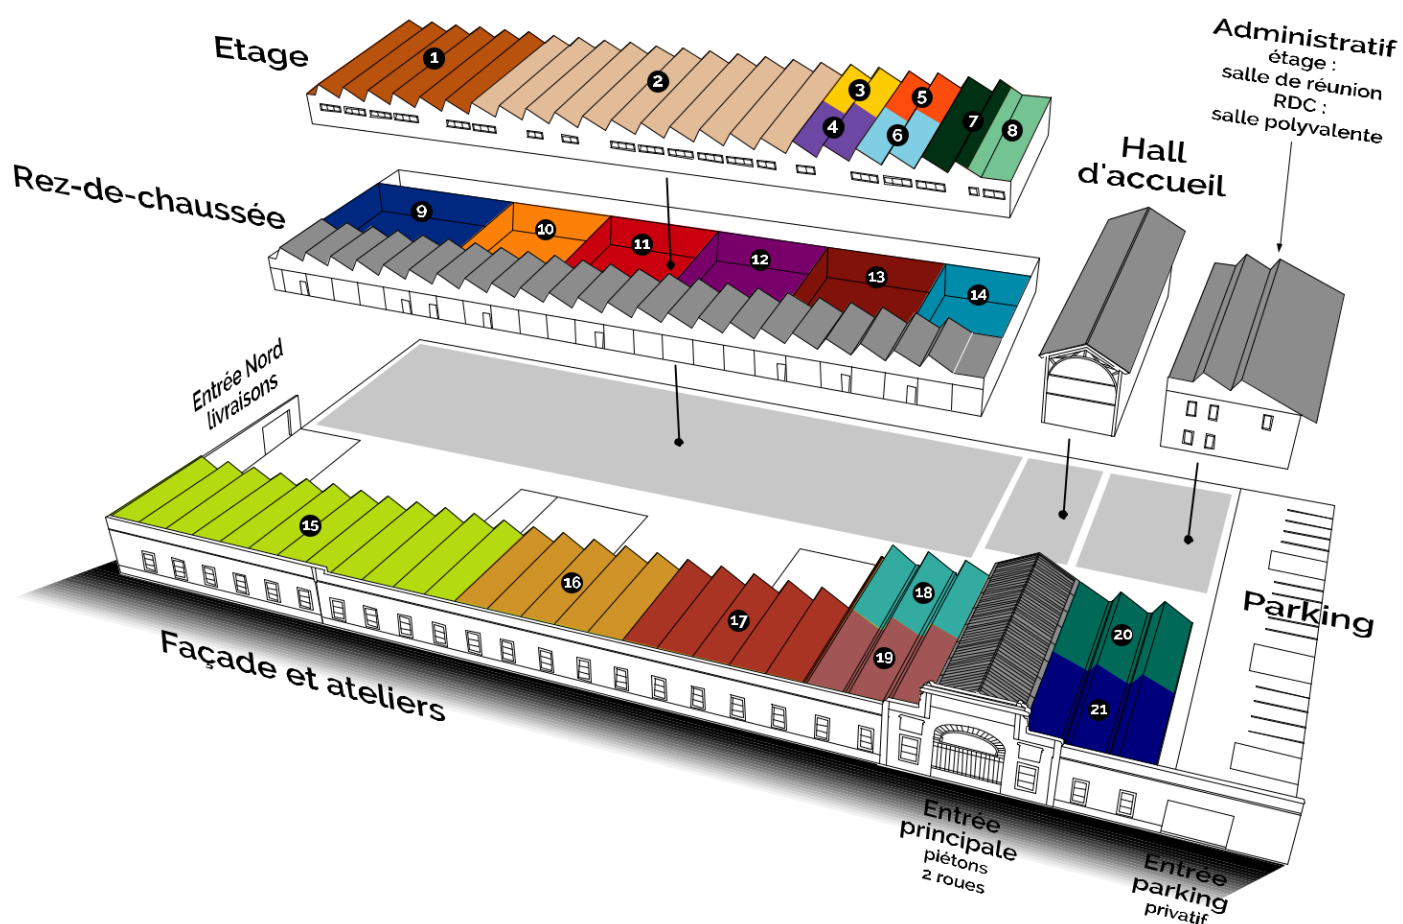 Etage
1
2
3
4
5
6
7
8
Administratif
étage :
salle de réunion
RDC :
salle polyvalente
Hall
d'accueil
Rez-de-chaussée
9
10
11
12
13
14
Entrée Nord
livraisons
15
16
17
18
19
20
21
Parking
Façade et ateliers
Entrée
principale
piétons
2 roues
Entrée
parking
privatif